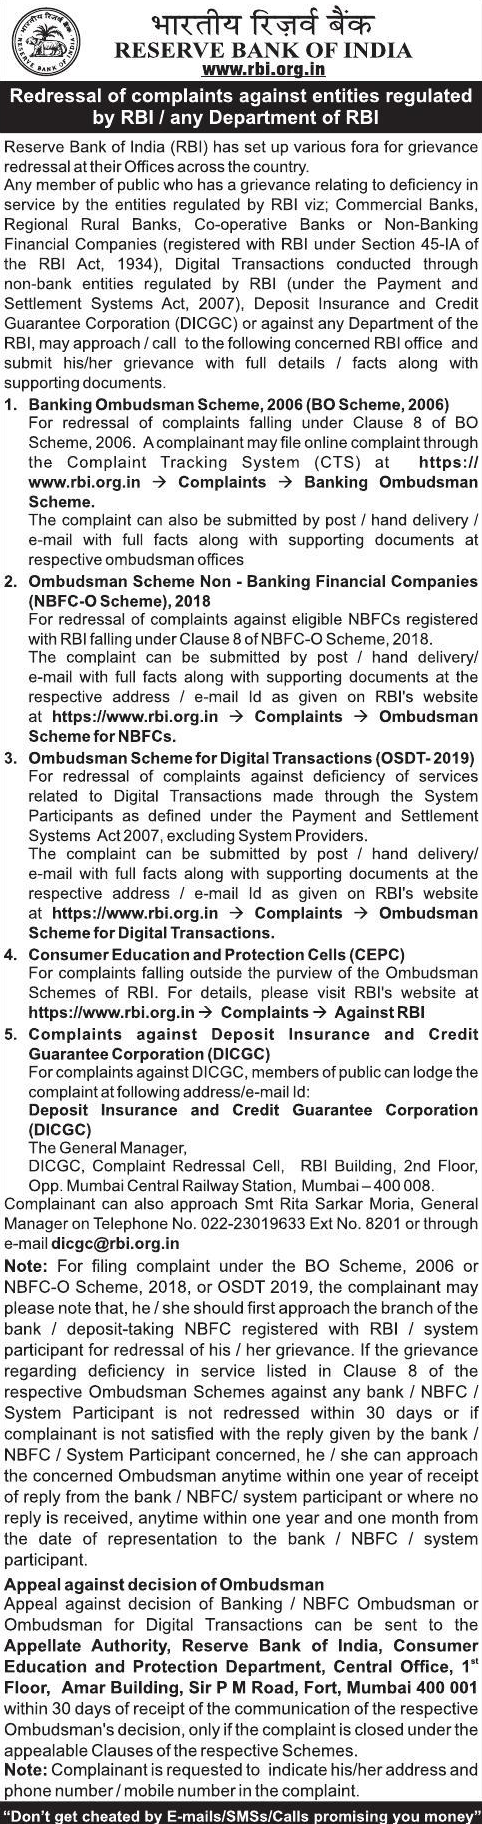 भारतीय रिज़र्व बैंक
RESERVE BANK OF INDIA
www.rbi.org.in
Redressal of complaints against entities regulated
by RBI / any Department of RBI
Reserve Bank of India (RBI) has set up various fora for grievance
redressal at their Offices across the country.
Any member of public who has a grievance relating to deficiency in
service by the entities regulated by RBI viz; Commercial Banks,
Regional Rural Banks, Co-operative Banks or Non-Banking
Financial Companies (registered with RBI under Section 45-IA of
the RBI Act, 1934), Digital Transactions conducted through
non-bank entities regulated by RBI (under the Payment and
Settlement Systems Act, 2007), Deposit Insurance and Credit
Guarantee Corporation (DICGC) or against any Department of the
RBI, may approach / call to the following concerned RBI office and
submit his/her grievance with full details / facts along with
supporting documents.
1. Banking Ombudsman Scheme, 2006 (BO Scheme, 2006)
For redressal of complaints falling under Clause 8 of BO
Scheme, 2006. A complainant may file online complaint through
the Complaint Tracking System (CTS) at https://
www.rbi.org.in → Complaints → Banking Ombudsman
Scheme.
The complaint can also be submitted by post / hand delivery /
e-mail with full facts along with supporting documents at
respective ombudsman offices
2. Ombudsman Scheme Non - Banking Financial Companies
(NBFC-O Scheme), 2018
For redressal of complaints against eligible NBFCs registered
with RBI falling under Clause 8 of NBFC-O Scheme, 2018.
The complaint can be submitted by post / hand delivery/
e-mail with full facts along with supporting documents at the
respective address / e-mail Id as given on RBI's website
at https://www.rbi.org.in → Complaints → Ombudsman
Scheme for NBFCs.
3. Ombudsman Scheme for Digital Transactions (OSDT- 2019)
For redressal of complaints against deficiency of services
related to Digital Transactions made through the System
Participants as defined under the Payment and Settlement
Systems Act 2007, excluding System Providers.
The complaint can be submitted by post / hand delivery/
e-mail with full facts along with supporting documents at the
respective address / e-mail Id as given on RBI's website
at https://www.rbi.org.in → Complaints → Ombudsman
Scheme for Digital Transactions.
4. Consumer Education and Protection Cells (CEPC)
For complaints falling outside the purview of the Ombudsman
Schemes of RBI. For details, please visit RBI's website at
https://www.rbi.org.in → Complaints → Against RBI
5. Complaints against Deposit Insurance and Credit
Guarantee Corporation (DICGC)
For complaints against DICGC, members of public can lodge the
complaint at following address/e-mail Id:
Deposit Insurance and Credit Guarantee Corporation
(DICGC)
The General Manager,
DICGC, Complaint Redressal Cell, RBI Building, 2nd Floor,
Opp. Mumbai Central Railway Station, Mumbai – 400 008.
Complainant can also approach Smt Rita Sarkar Moria, General
Manager on Telephone No. 022-23019633 Ext No. 8201 or through
e-mail dicgc@rbi.org.in
Note: For filing complaint under the BO Scheme, 2006 or
NBFC-O Scheme, 2018, or OSDT 2019, the complainant may
please note that, he / she should first approach the branch of the
bank / deposit-taking NBFC registered with RBI / system
participant for redressal of his / her grievance. If the grievance
regarding deficiency in service listed in Clause 8 of the
respective Ombudsman Schemes against any bank / NBFC /
System Participant is not redressed within 30 days or if
complainant is not satisfied with the reply given by the bank /
NBFC / System Participant concerned, he / she can approach
the concerned Ombudsman anytime within one year of receipt
of reply from the bank / NBFC/ system participant or where no
reply is received, anytime within one year and one month from
the date of representation to the bank / NBFC / system
participant.
Appeal against decision of Ombudsman
Appeal against decision of Banking / NBFC Ombudsman or
Ombudsman for Digital Transactions can be sent to the
Appellate Authority, Reserve Bank of India, Consumer
Education and Protection Department, Central Office, 1st
Floor, Amar Building, Sir P M Road, Fort, Mumbai 400 001
within 30 days of receipt of the communication of the respective
Ombudsman's decision, only if the complaint is closed under the
appealable Clauses of the respective Schemes.
Note: Complainant is requested to indicate his/her address and
phone number / mobile number in the complaint.
"Don't get cheated by E-mails/SMSs/Calls promising you money"